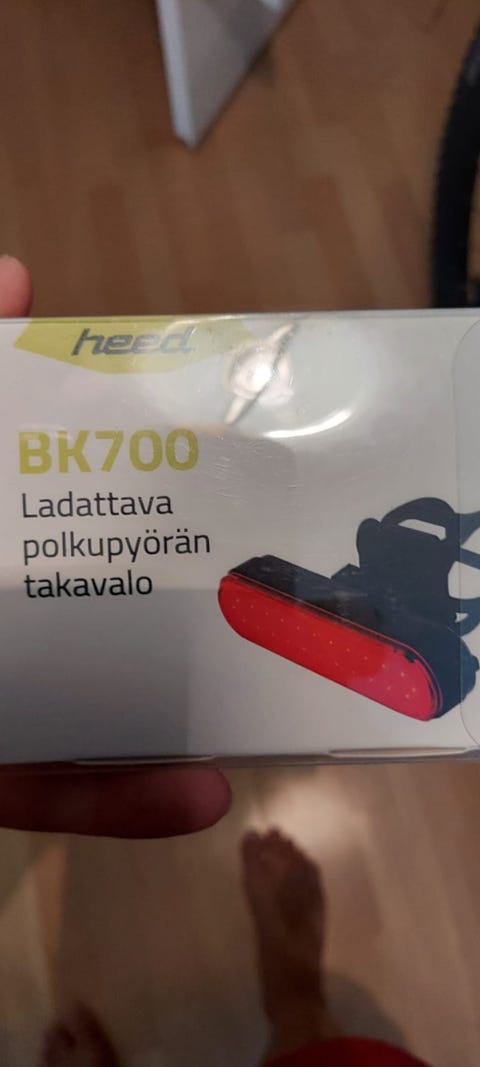 heed
BK700
Ladattava
polkupyörän
takavalo